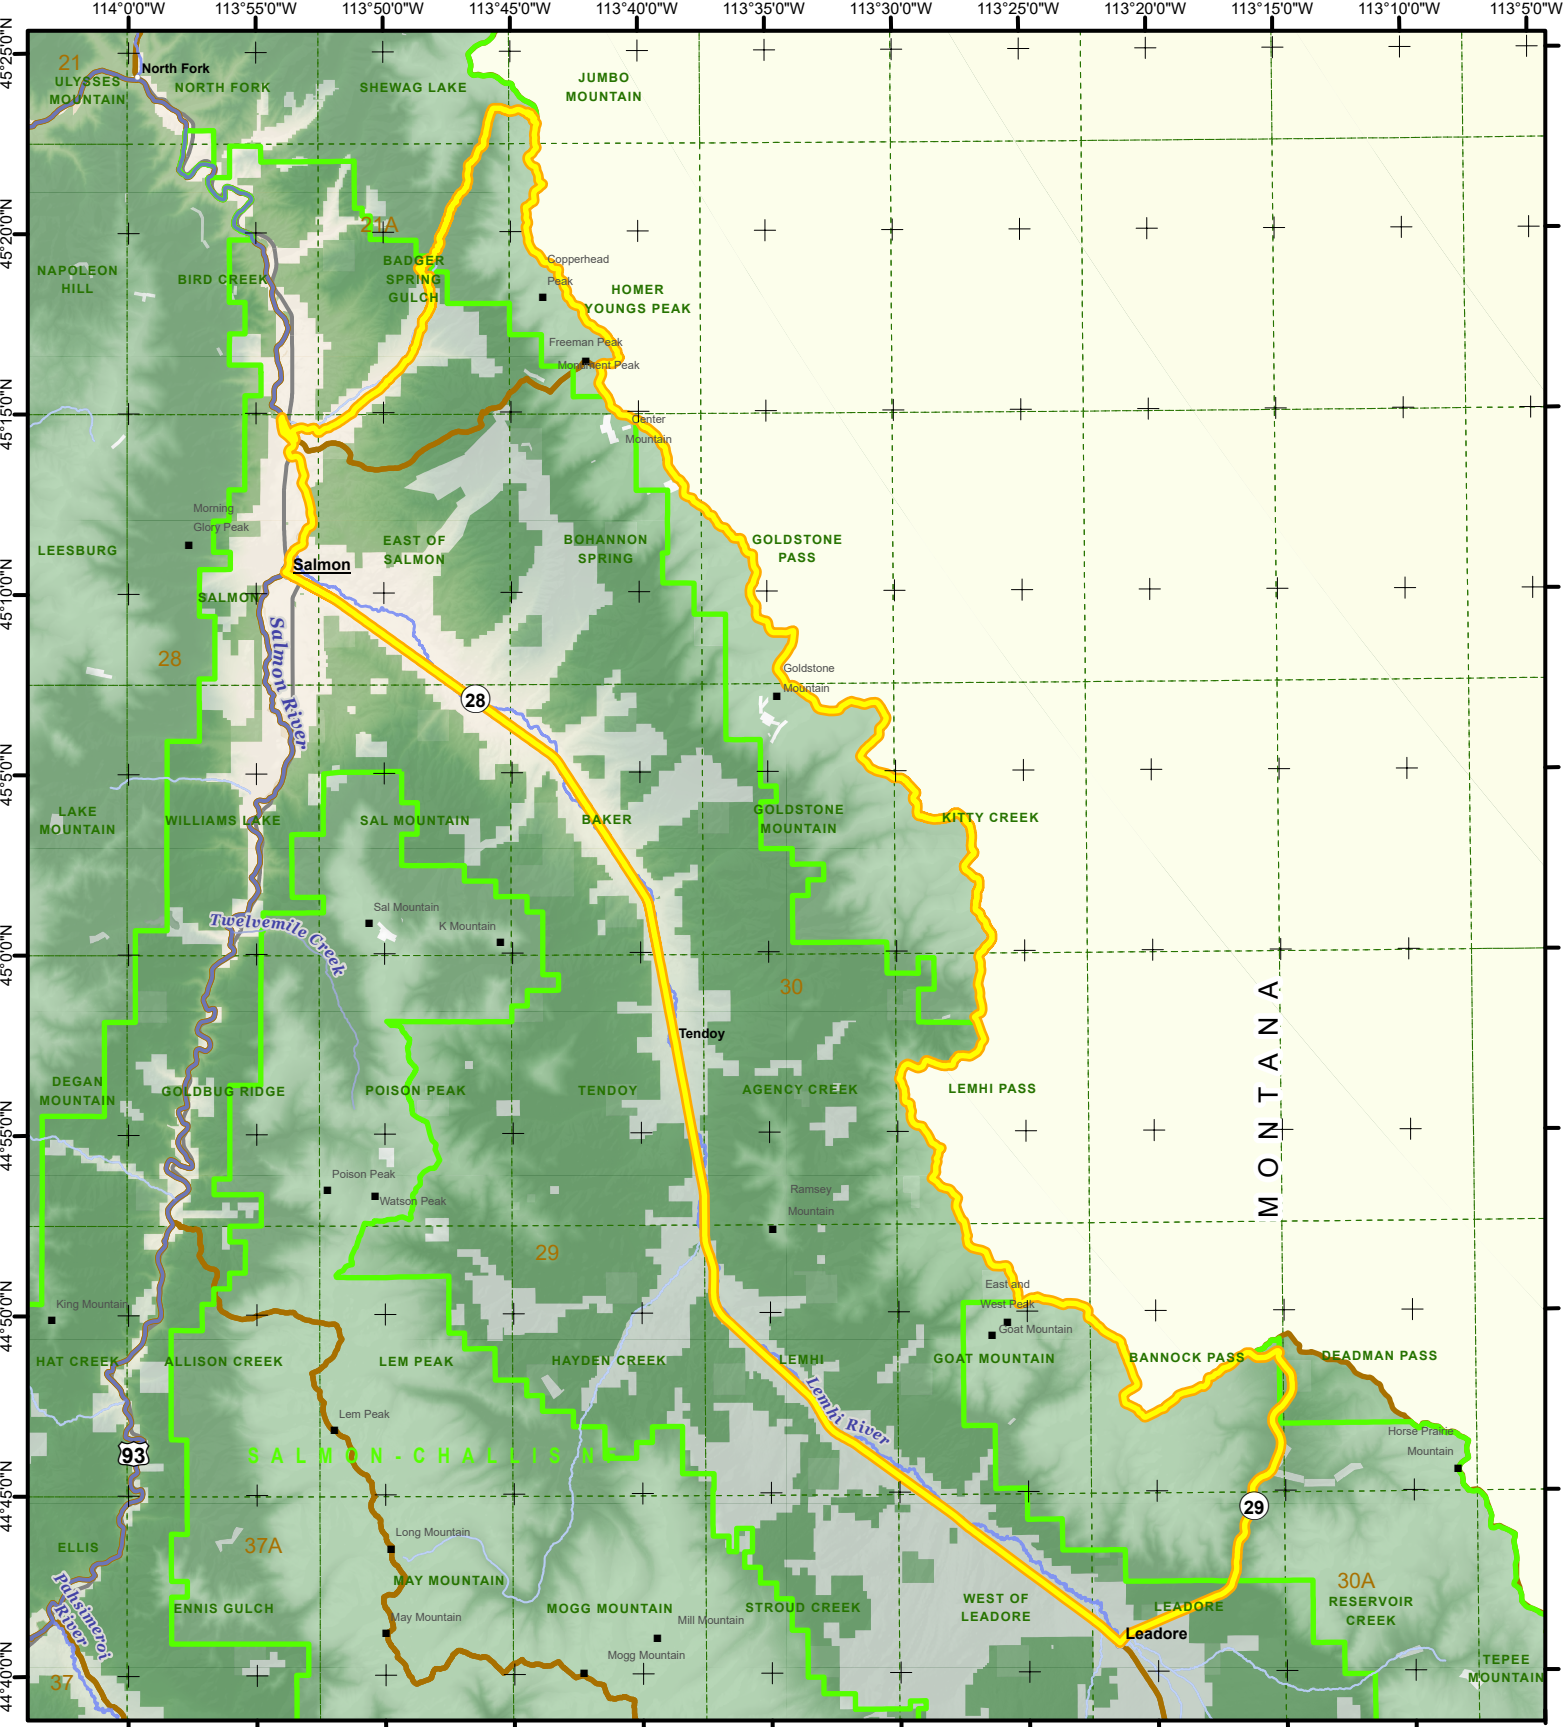 114°0'0"W
113°55'0"W
113°50'0"W
113°45'0"W
113°40'0"W
113°35'0"W
113°30'0"W
113°25'0"W
113°20'0"W
113°15'0"W
113°10'0"W
113°50'0"W
45°25'0"N
45°20'0"N
45°15'0"N
45°10'0"N
45°5'0"N
45°0'0"N
44°55'0"N
44°50'0"N
44°45'0"N
44°40'0"N
21
ULYSSES
MOUNTAIN
North Fork
NORTH FORK
SHEWAG LAKE
JUMBO
MOUNTAIN
21A
NAPOLEON
HILL
BIRD CREEK
BADGER
SPRING
GULCH
Copperhead
Peak
HOMER
YOUNGS PEAK
Freeman Peak
Monument Peak
Center
Mountain
Morning
Glory Peak
LEESBURG
EAST OF
SALMON
BOHANNON
SPRING
GOLDSTONE
PASS
Salmon
SALMON
28
Salmon River
Goldstone
Mountain
28
LAKE
MOUNTAIN
WILLIAMS LAKE
SAL MOUNTAIN
BAKER
GOLDSTONE
MOUNTAIN
KITTY CREEK
Sal Mountain
K Mountain
Twelvemile Creek
30
MONTANA
Tendoy
DEGAN
MOUNTAIN
GOLDBUG RIDGE
POISON PEAK
TENDOY
AGENCY CREEK
LEMHI PASS
Poison Peak
Watson Peak
Ramsey
Mountain
29
King Mountain
East and
West Peak
Goat Mountain
HAT CREEK
ALLISON CREEK
LEM PEAK
HAYDEN CREEK
LEMHI
GOAT MOUNTAIN
BANNOCK PASS
DEADMAN PASS
Lemhi River
Lem Peak
Horse Prairie
Mountain
93
SALMON-CHALLIS NF
29
ELLIS
37A
Long Mountain
MAY MOUNTAIN
30A
Pahsimeroi
River
ENNIS GULCH
May Mountain
MOGG MOUNTAIN
Mill Mountain
STROUD CREEK
WEST OF
LEADORE
LEADORE
RESERVOIR
CREEK
Leadore
Mogg Mountain
37
TEPEE
MOUNTAIN